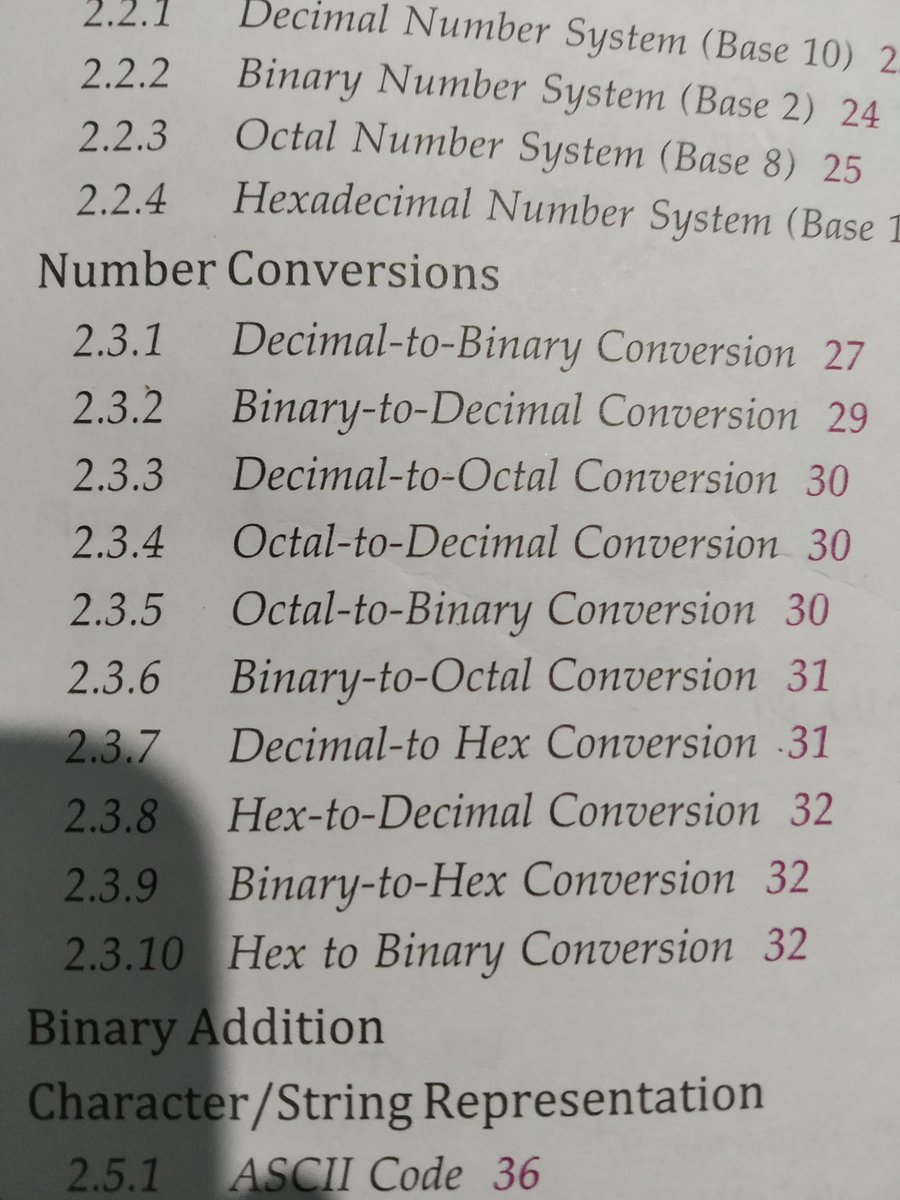 2.2.1 Decimal Number System (Base 10)
2.2.2 Binary Number System (Base 2) 24
2.2.3 Octal Number System (Base 8) 25
2.2.4 Hexadecimal Number System (Base
Number Conversions
2.3.1 Decimal-to-Binary Conversion 27
2.3.2 Binary-to-Decimal Conversion 29
2.3.3 Decimal-to-Octal Conversion 30
2.3.4 Octal-to-Decimal Conversion 30
2.3.5 Octal-to-Binary Conversion 30
2.3.6 Binary-to-Octal Conversion 31
2.3.7 Decimal-to Hex Conversion 31
2.3.8 Hex-to-Decimal Conversion 32
2.3.9 Binary-to-Hex Conversion 32
2.3.10 Hex to Binary Conversion 32
Binary Addition
Character/String Representation
2.5.1 ASCII Code 36